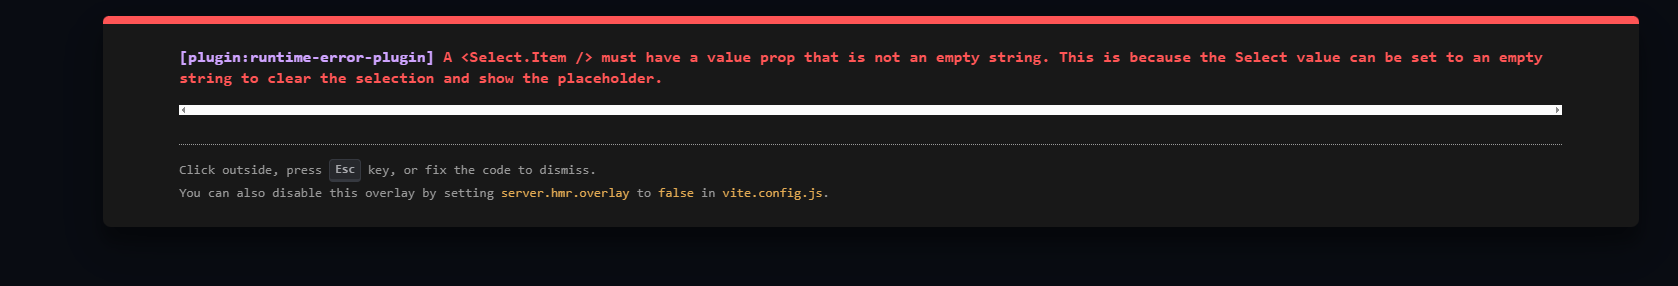 [plugin:runtime-error-plugin] A <Select.Item /> must have a value prop that is not an empty string. This is because the Select value can be set to an empty
string to clear the selection and show the placeholder.
Click outside, press Esc key, or fix the code to dismiss.
You can also disable this overlay by setting server.hmr.overlay to false in vite.config.js.